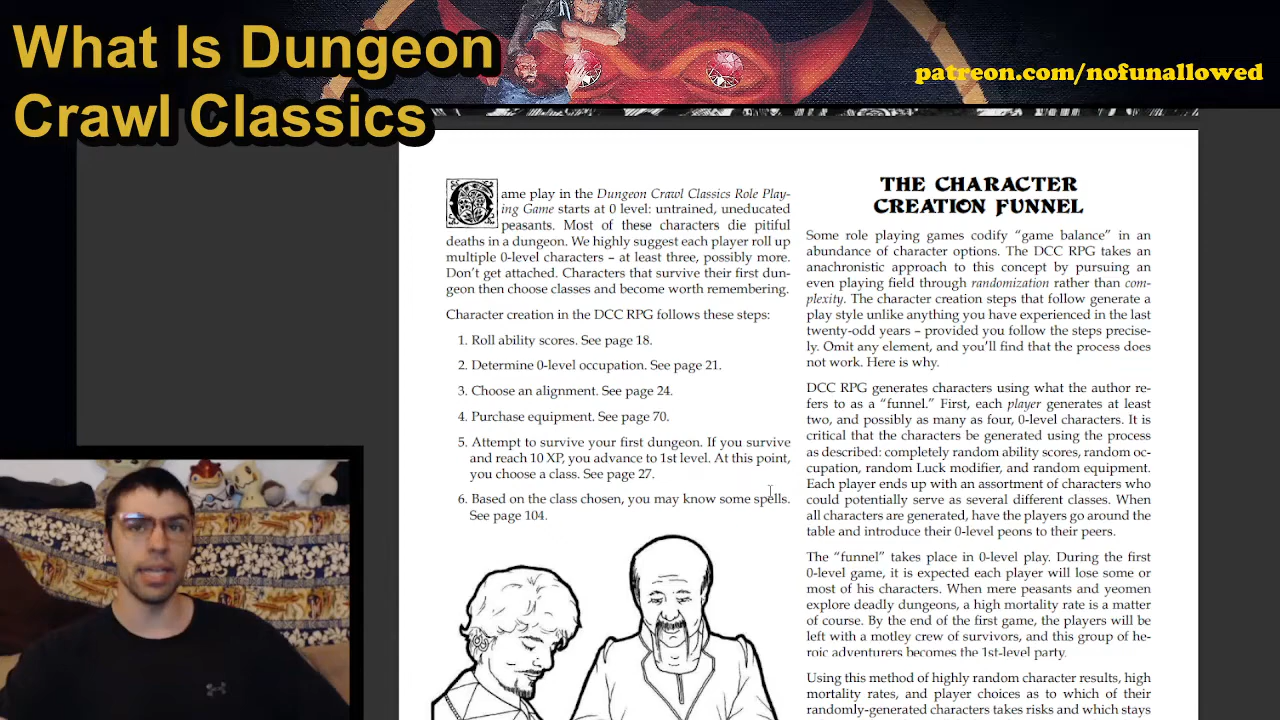 What Is Dungeon
Crawl Classics
patreon.com/nofunallowed
Game play in the Dungeon Crawl Classics Role Play-
ing Game starts at 0 level: untrained, uneducated
peasants. Most of these characters die pitiful
deaths in a dungeon. We highly suggest each player roll up
multiple 0-level characters – at least three, possibly more.
Don't get attached. Characters that survive their first dun-
geon then choose classes and become worth remembering.
Character creation in the DCC RPG follows these steps:
1. Roll ability scores. See page 18.
2. Determine 0-level occupation. See page 21.
3. Choose an alignment. See page 24.
4. Purchase equipment. See page 70.
5. Attempt to survive your first dungeon. If you survive
and reach 10 XP, you advance to 1st level. At this point,
you choose a class. See page 27.
6. Based on the class chosen, you may know some spells.
See page 104.
THE CHARACTER
CREATION FUNNEL
Some role playing games codify "game balance" in an
abundance of character options. The DCC RPG takes an
anachronistic approach to this concept by pursuing an
even playing field through randomization rather than com-
plexity. The character creation steps that follow generate a
play style unlike anything you have experienced in the last
twenty-odd years – provided you follow the steps precise-
ly. Omit any element, and you'll find that the process does
not work. Here is why.
DCC RPG generates characters using what the author re-
fers to as a "funnel." First, each player generates at least
two, and possibly as many as four, 0-level characters. It is
critical that the characters be generated using the process
as described: completely random ability scores, random oc-
cupation, random Luck modifier, and random equipment.
Each player ends up with an assortment of characters who
could potentially serve as several different classes. When
all characters are generated, have the players go around the
table and introduce their 0-level peons to their peers.
The "funnel" takes place in 0-level play. During the first
0-level game, it is expected each player will lose some or
most of his characters. When mere peasants and yeomen
explore deadly dungeons, a high mortality rate is a matter
of course. By the end of the first game, the players will be
left with a motley crew of survivors, and this group of he-
roic adventurers becomes the 1st-level party.
Using this method of highly random character results, high
mortality rates, and player choices as to which of their
randomly-generated characters takes risks and which stays